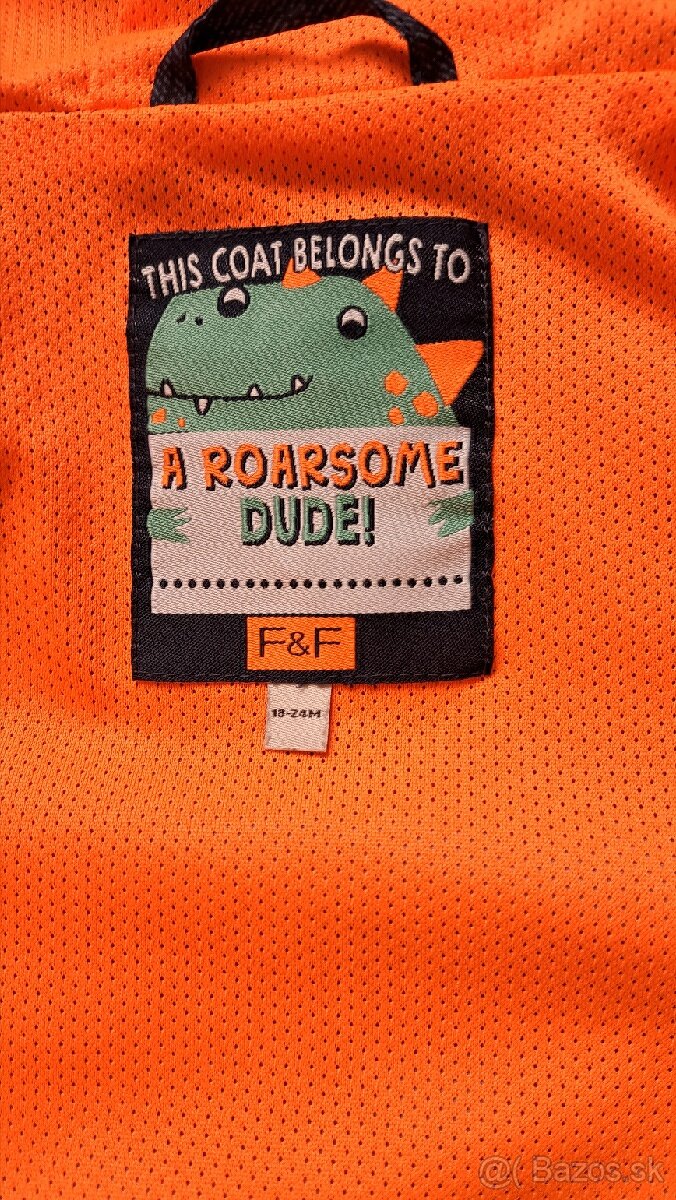 THIS COAT BELONGS TO
A ROARSOME
DUDE!
F&F
18-24M
@( Bazos.sk